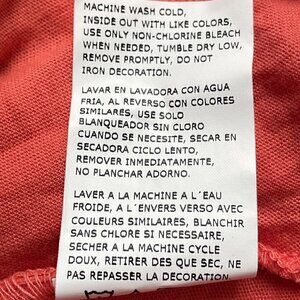 MACHINE WASH COLD,
INSIDE OUT WITH LIKE COLORS,
USE ONLY NON-CHLORINE BLEACH
WHEN NEEDED, TUMBLE DRY LOW,
REMOVE PROMPTLY, DO NOT
IRON DECORATION.
LAVAR EN LAVADORA CON AGUA
FRIA, AL REVERSO CON COLORES
SIMILARES, USE SOLO
BLANQUEADOR SIN CLORO
CUANDO SE NECESITE, SECAR EN
SECADORA CICLO LENTO,
REMOVER INMEDIATAMENTE,
NO PLANCHAR ADORNO.
LAVER A LA MACHINE A L´EAU
FROIDE, A L´ENVERS VERSO AVEC
COULEURS SIMILAIRES, BLANCHIR
SANS CHLORE SI NECESSAIRE,
SECHER A LA MACHINE CYCLE
DOUX, RETIRER DES QUE SEC, NE
PAS REPASSER LA DECORATION.